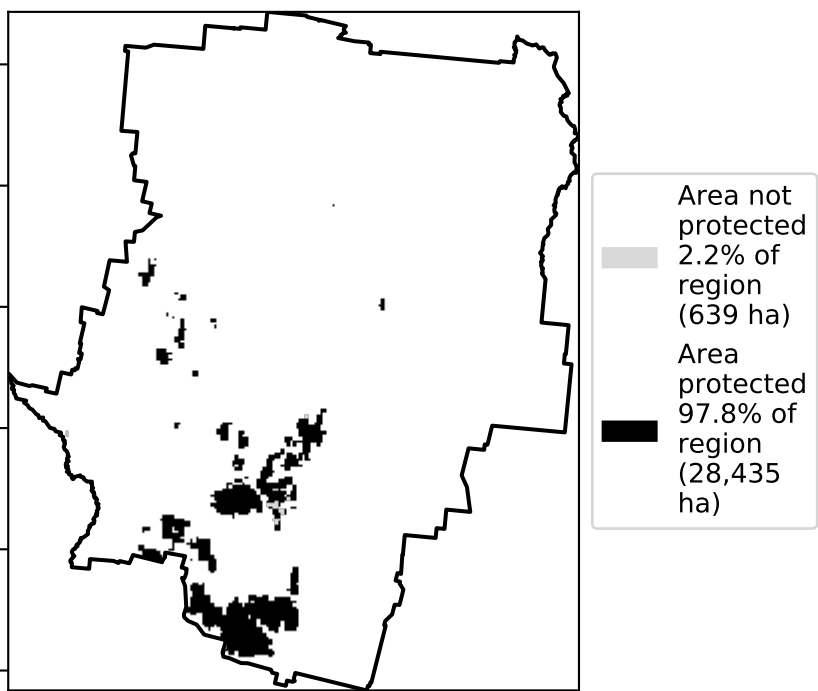 Area not
protected
2.2% of
region
(639 ha)
Area
protected
97.8% of
region
(28,435
ha)